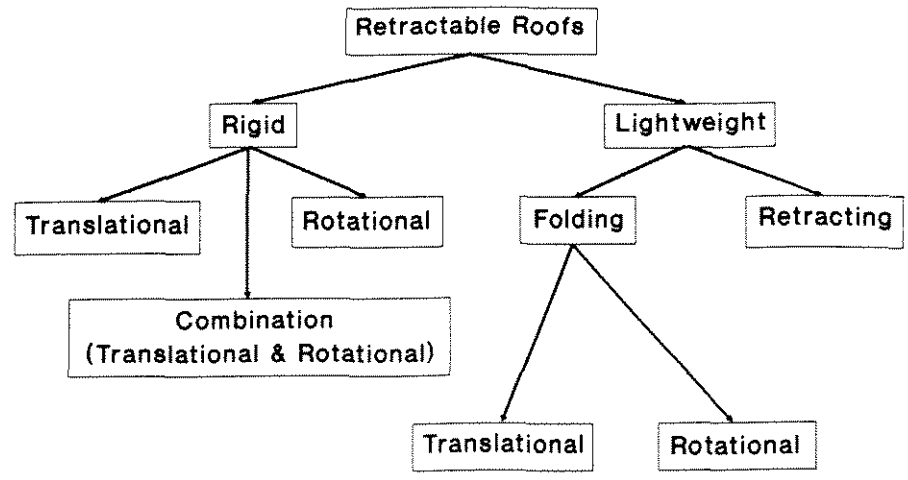 Retractable Roofs
Rigid
Lightweight
Translational
Rotational
Folding
Retracting
Combination
(Translational & Rotational)
Translational
Rotational